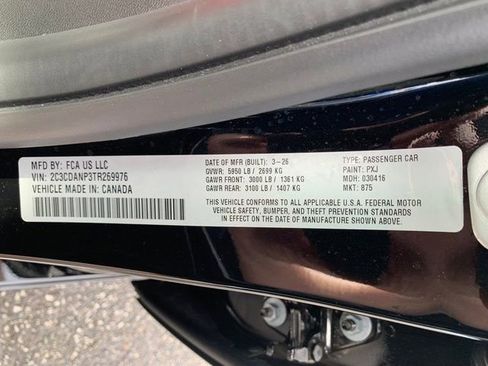 MFD BY: FCA US LLC
VIN: 2C3CDANP3TR269976
VEHICLE MADE IN: CANADA
DATE OF MFR (BUILT): 3-26
GVWR: 5950 LB / 2699 KG
GAWR FRONT: 3000 LB / 1361 KG
GAWR REAR: 3100 LB / 1407 KG
TYPE: PASSENGER CAR
PAINT: PXJ
MDH: 030416
MKT: 875
THIS VEHICLE CONFORMS TO ALL APPLICABLE U.S.A. FEDERAL MOTOR
VEHICLE SAFETY, BUMPER, AND THEFT PREVENTION STANDARDS
IN EFFECT ON THE DATE OF MANUFACTURE SHOWN ABOVE.